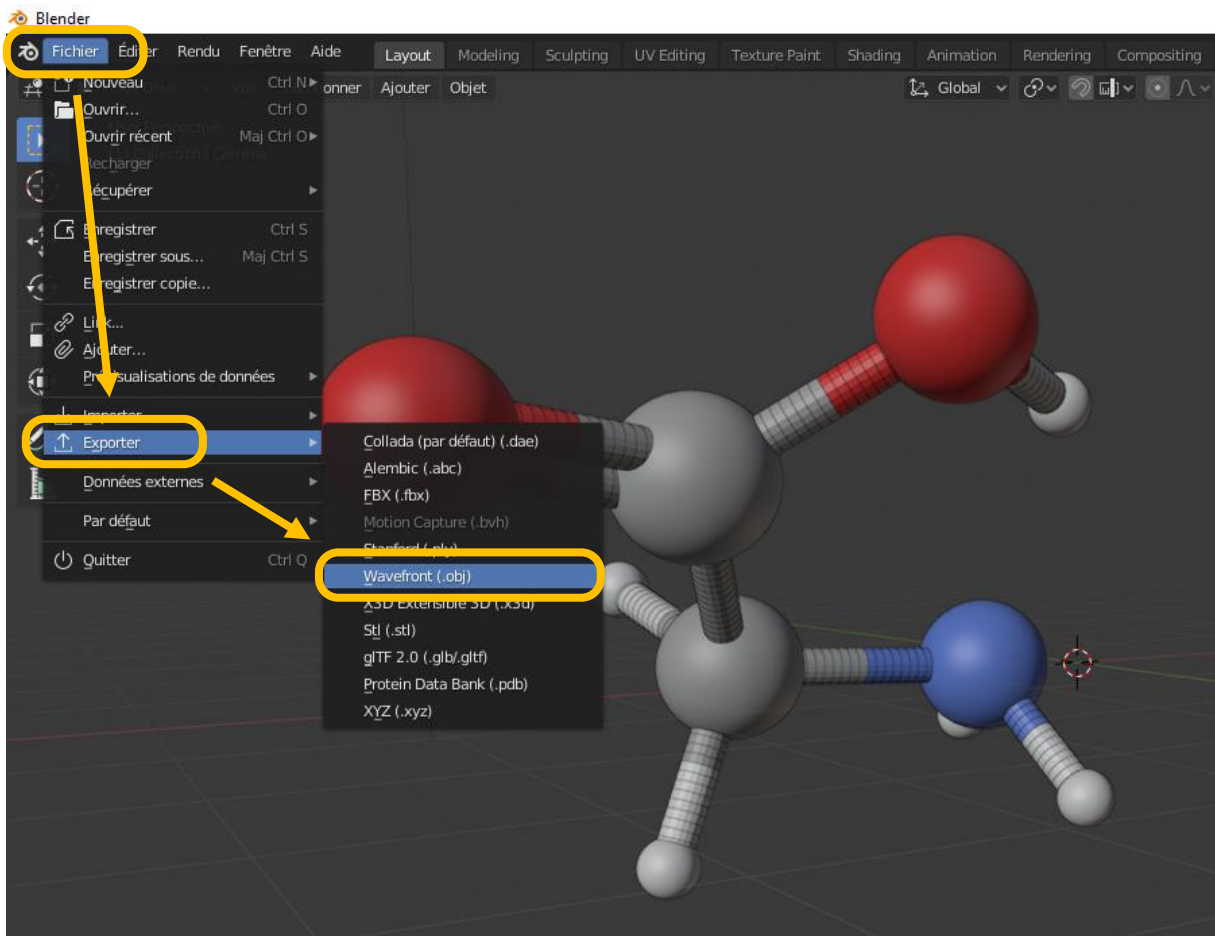 Blender
Fichier Éditer Rendu Fenêtre Aide Layout Modeling Sculpting UV Editing Texture Paint Shading Animation Rendering Compositing
Nouveau Ctrl N onner Ajouter Objet Global
Ouvrir... Ctrl O
Ouvrir récent Maj Ctrl O
Recharger
Récupérer
Enregistrer Ctrl S
Enregistrer sous... Maj Ctrl S
Enregistrer copie...
Link...
Ajouter...
Prévisualisations de données
Importer
Exporter
Données externes
Par défaut
Quitter Ctrl Q
Collada (par défaut) (.dae)
Alembic (.abc)
FBX (.fbx)
Motion Capture (.bvh)
Stanford (.ply)
Wavefront (.obj)
X3D Extensible 3D (.x3d)
Stl (.stl)
glTF 2.0 (.glb/.gltf)
Protein Data Bank (.pdb)
XYZ (.xyz)